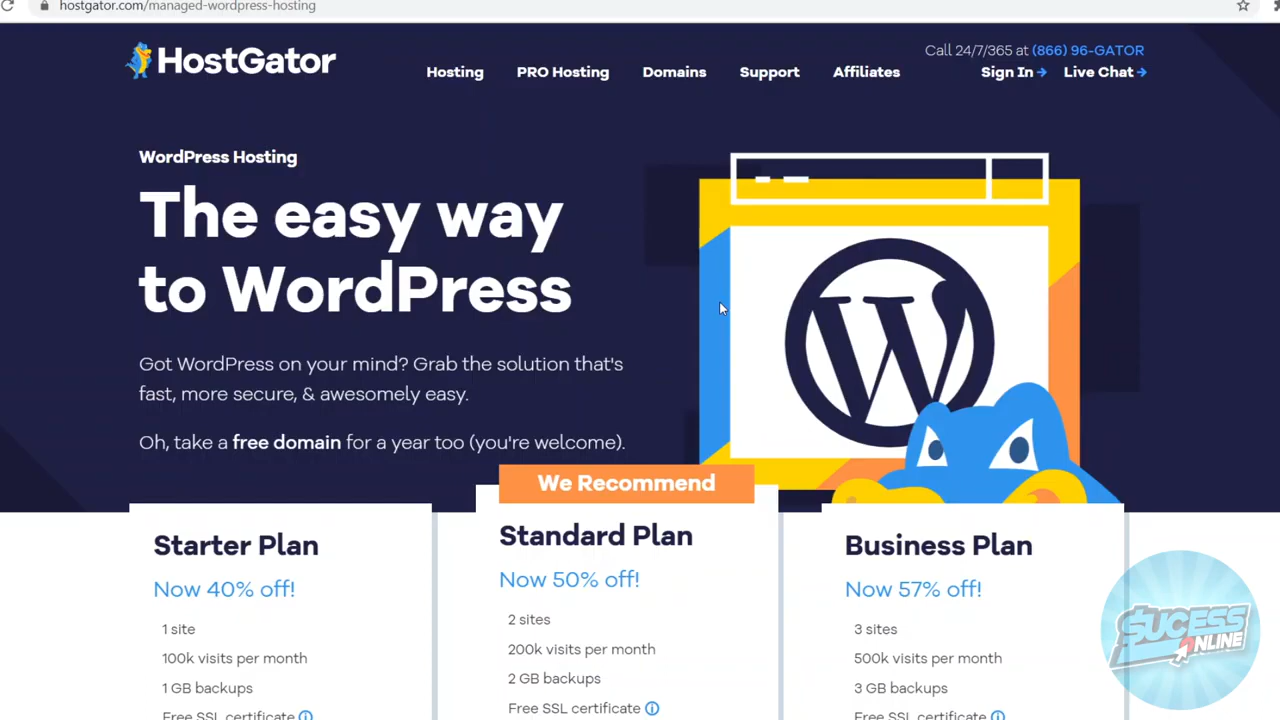 hostgator.com/managed-wordpress-hosting
HostGator
Hosting
PRO Hosting
Domains
Support
Affiliates
Call 24/7/365 at (866) 96-GATOR
Sign In →
Live Chat →
WordPress Hosting
The easy way
to WordPress
Got WordPress on your mind? Grab the solution that's
fast, more secure, & awesomely easy.
Oh, take a free domain for a year too (you're welcome).
Starter Plan
Now 40% off!
1 site
100k visits per month
1 GB backups
Free SSL certificate
We Recommend
Standard Plan
Now 50% off!
2 sites
200k visits per month
2 GB backups
Free SSL certificate
Business Plan
Now 57% off!
3 sites
500k visits per month
3 GB backups
Free SSL certificate
$UCESS
ONLINE